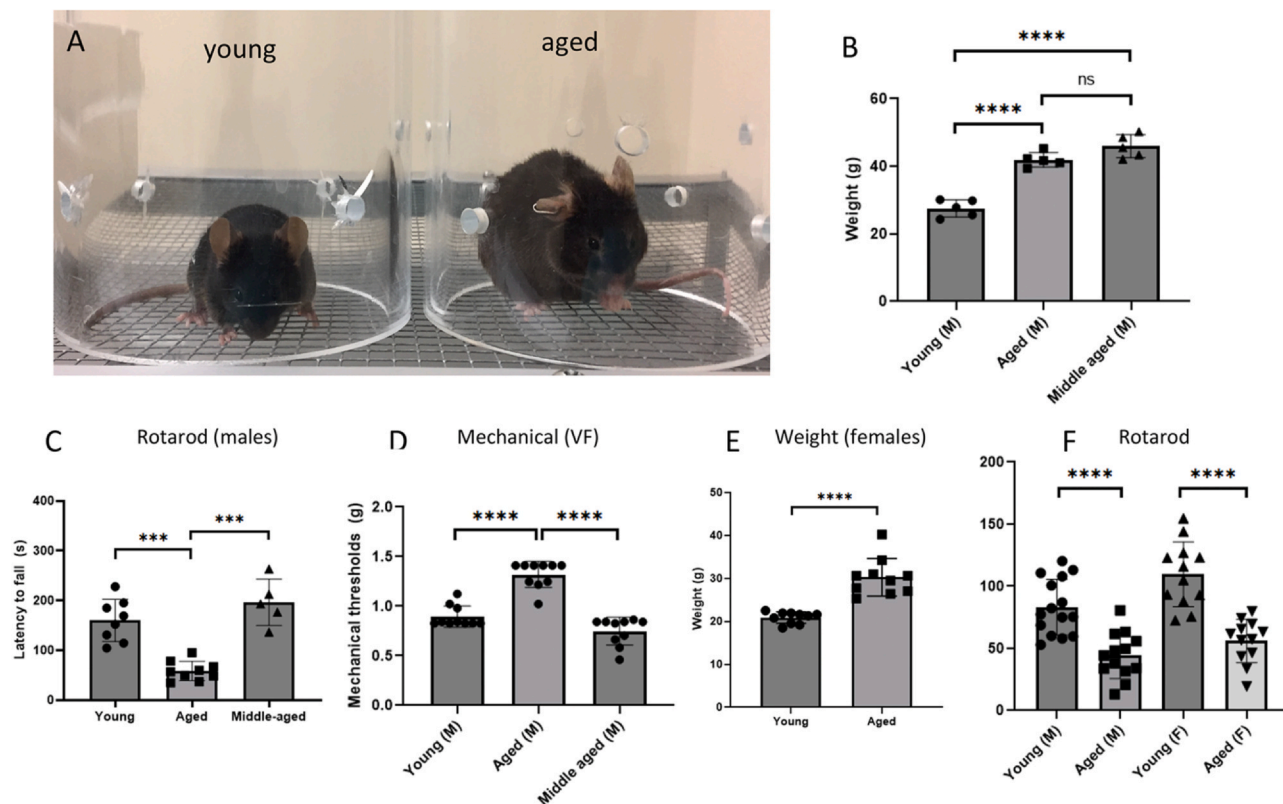 A
young
aged
B
****
ns
****
Weight (g)
60
40
20
0
Young (M)
Aged (M)
Middle aged (M)
C
Rotarod (males)
Latency to fall (s)
400
300
200
100
0
***
***
Young
Aged
Middle-aged
D
Mechanical (VF)
Mechanical thresholds (g)
2.0
1.5
1.0
0.5
0.0
****
****
Young (M)
Aged (M)
Middle aged (M)
E
Weight (females)
Weight (g)
50
40
30
20
10
0
****
Young
Aged
F
Rotarod
200
150
100
50
0
****
****
Young (M)
Aged (M)
Young (F)
Aged (F)